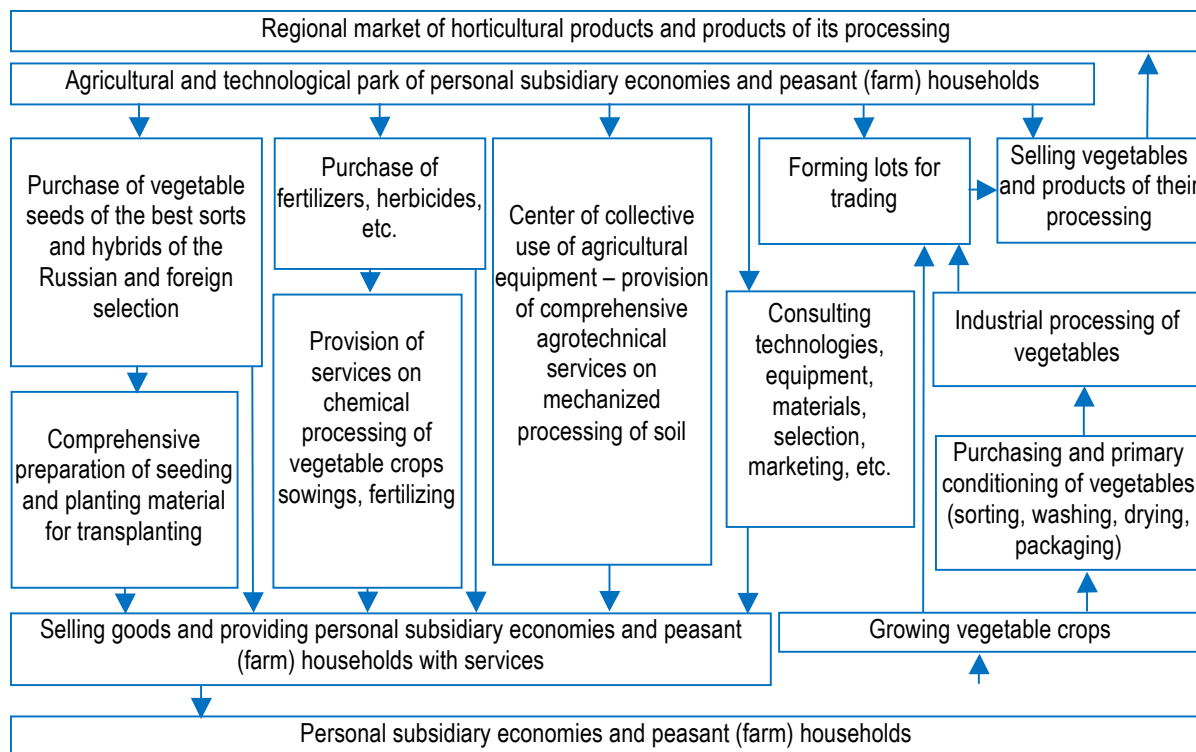 Regional market of horticultural products and products of its processing
Agricultural and technological park of personal subsidiary economies and peasant (farm) households
Purchase of vegetable
seeds of the best sorts
and hybrids of the
Russian and foreign
selection
Purchase of
fertilizers, herbicides,
etc.
Center of collective
use of agricultural
equipment – provision
of comprehensive
agrotechnical
services on
mechanized
processing of soil
Forming lots for
trading
Selling vegetables
and products of their
processing
Provision of
services on
chemical
processing of
vegetable crops
sowings, fertilizing
Consulting
technologies,
equipment,
materials,
selection,
marketing, etc.
Industrial processing of
vegetables
Comprehensive
preparation of seeding
and planting material
for transplanting
Purchasing and primary
conditioning of vegetables
(sorting, washing, drying,
packaging)
Selling goods and providing personal subsidiary economies and peasant
(farm) households with services
Growing vegetable crops
Personal subsidiary economies and peasant (farm) households